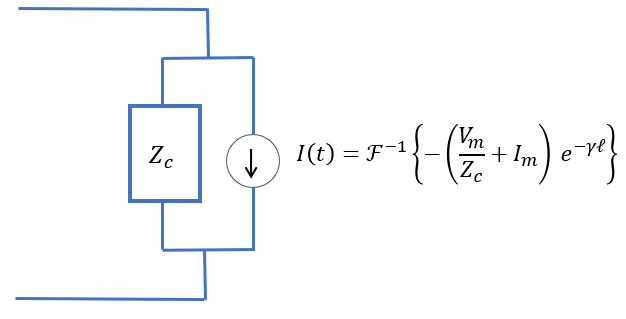 Z_c
I(t) = ℱ^{-1} { −( V_m / Z_c + I_m ) e^{−γℓ} }